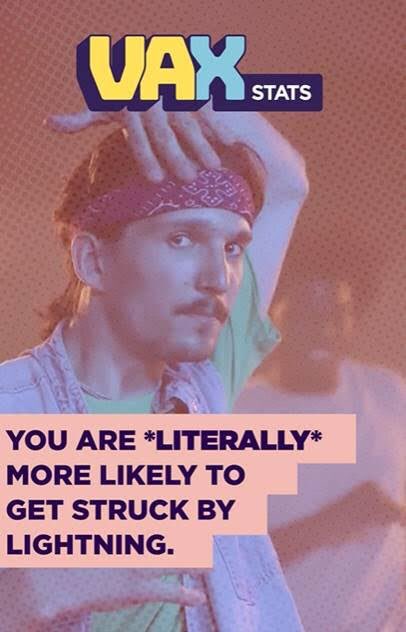 VAX
STATS
YOU ARE *LITERALLY*
MORE LIKELY TO
GET STRUCK BY
LIGHTNING.